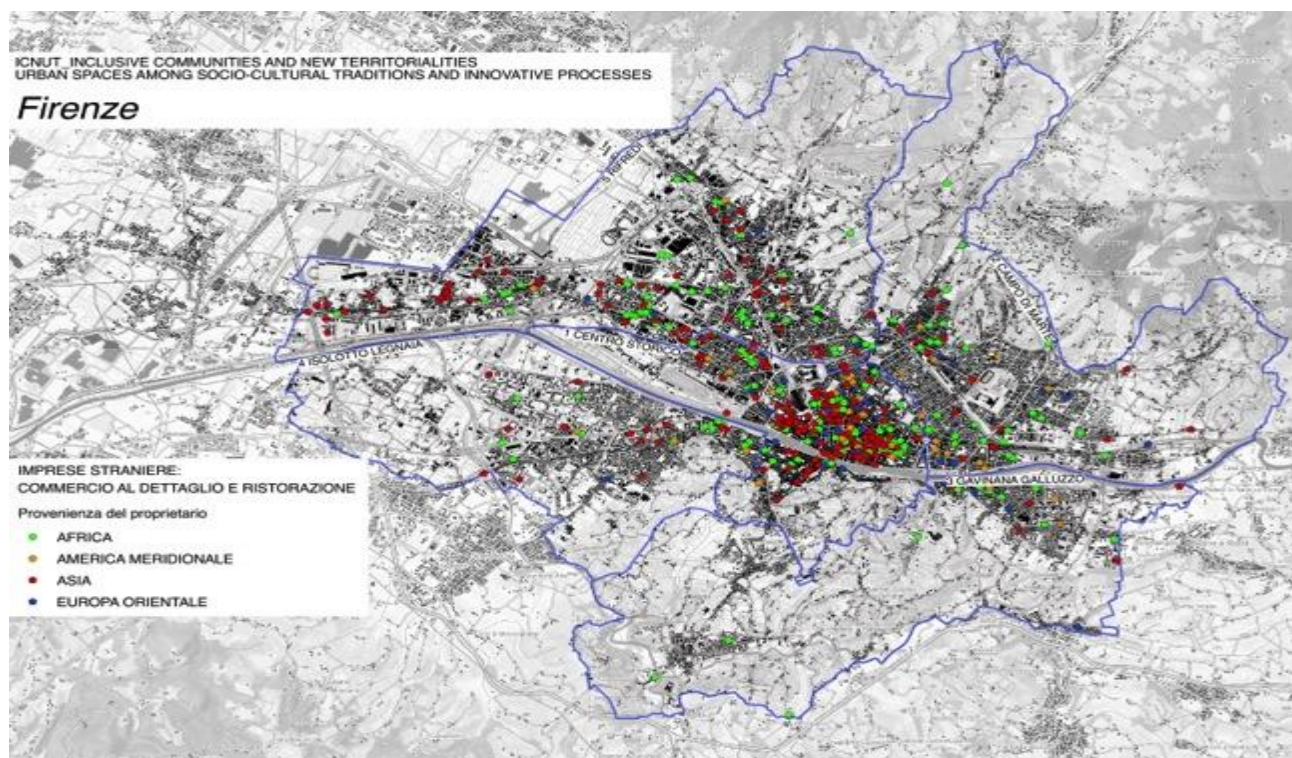 ICNUT_INCLUSIVE COMMUNITIES AND NEW TERRITORIALITIES
URBAN SPACES AMONG SOCIO-CULTURAL TRADITIONS AND INNOVATIVE PROCESSES
Firenze
5 RIFREDI
2 CAMPO DI MARTE
1 CENTRO STORICO
4 ISOLOTTO LEGNAIA
3 GAVINANA GALLUZZO
IMPRESE STRANIERE:
COMMERCIO AL DETTAGLIO E RISTORAZIONE
Provenienza del proprietario
AFRICA
AMERICA MERIDIONALE
ASIA
EUROPA ORIENTALE